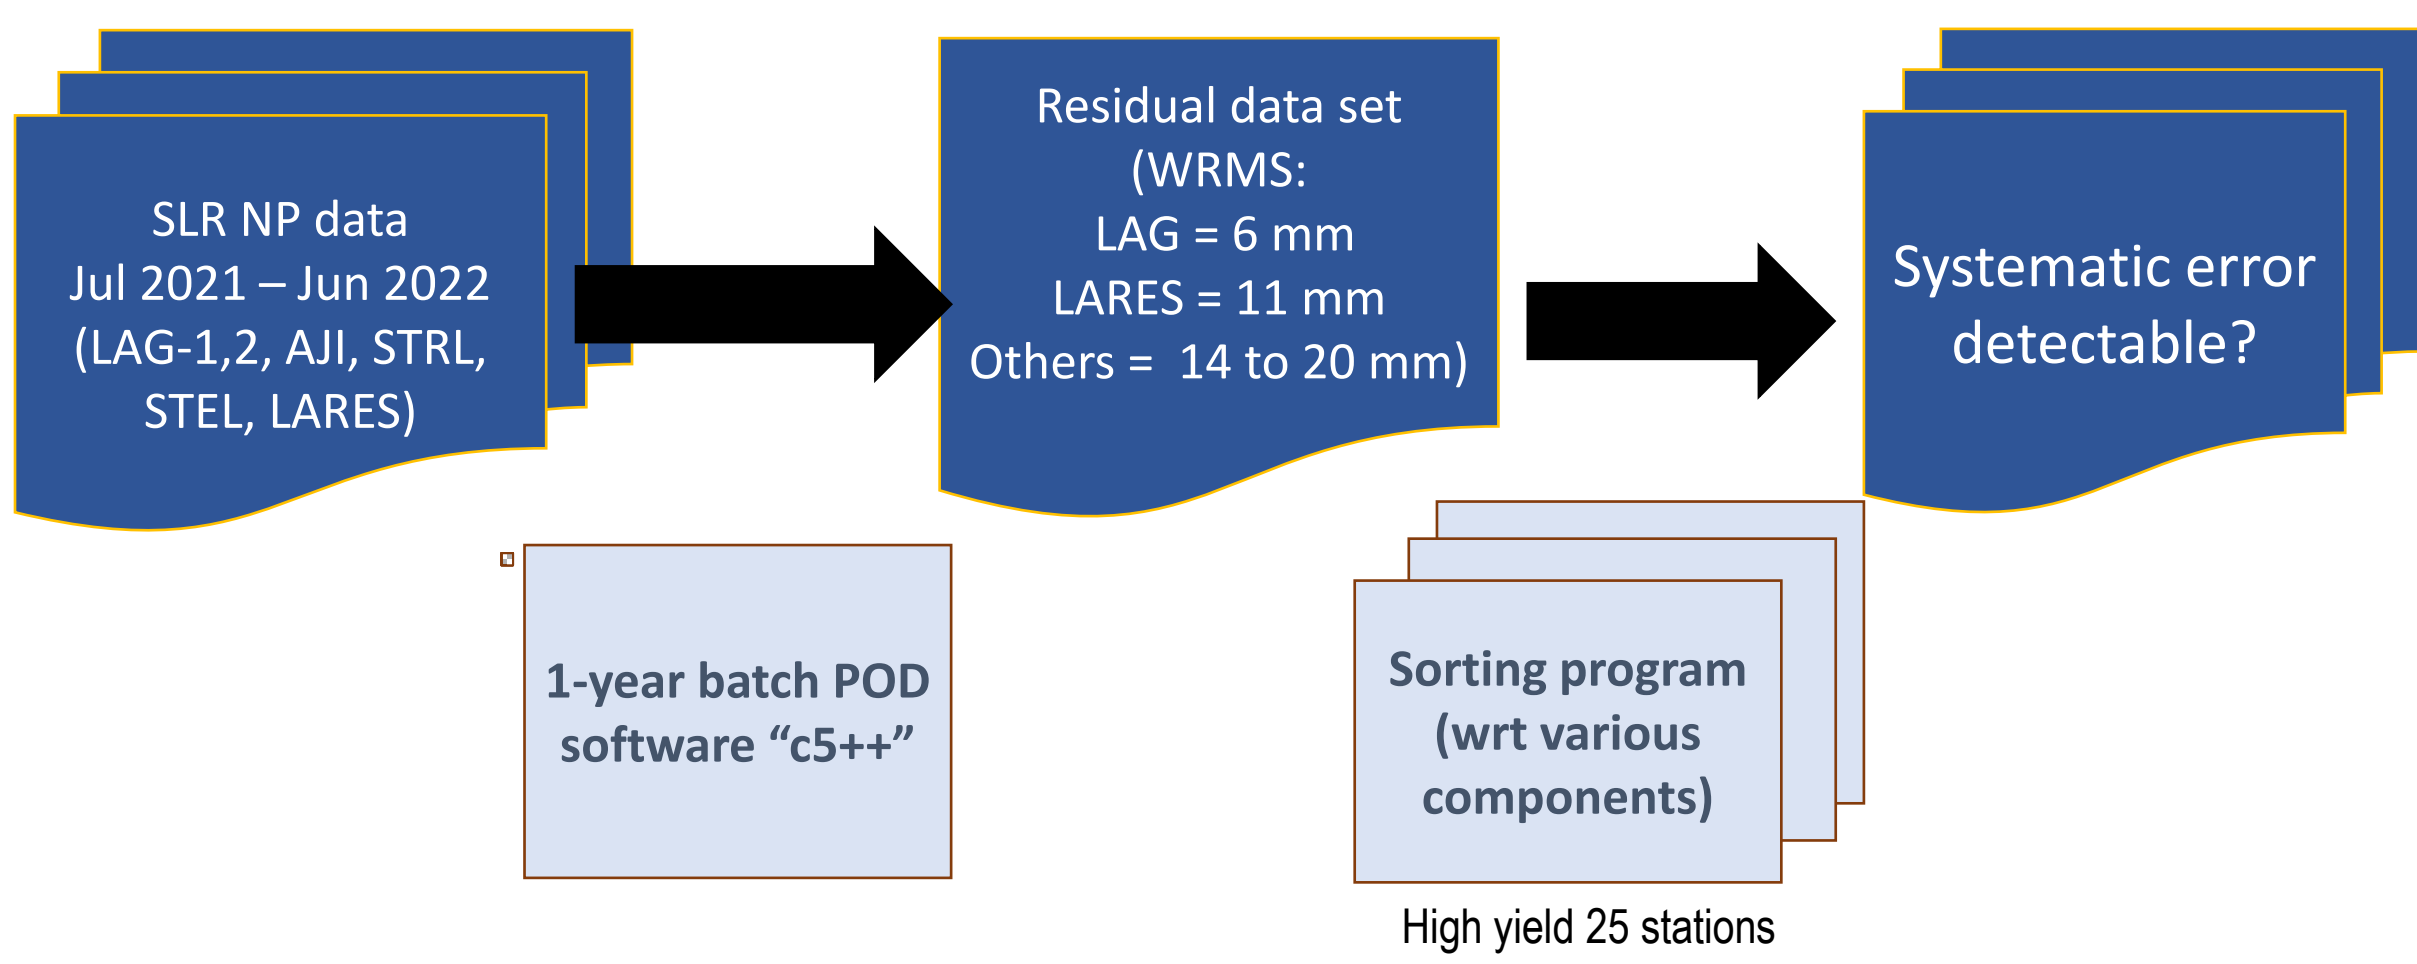 SLR NP data
Jul 2021 – Jun 2022
(LAG-1,2, AJI, STRL,
STEL, LARES)
Residual data set
(WRMS:
LAG = 6 mm
LARES = 11 mm
Others =  14 to 20 mm)
Systematic error
detectable?
1-year batch POD
software “c5++”
Sorting program
(wrt various
components)
High yield 25 stations